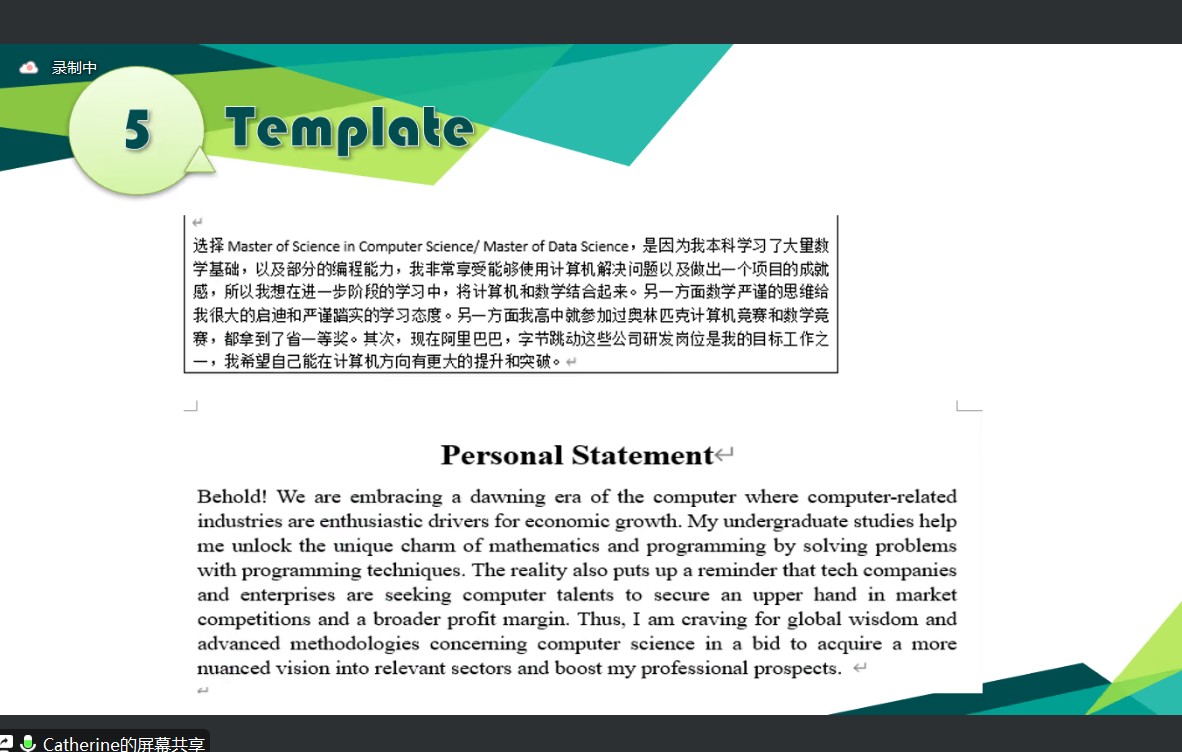 录制中
5 Template
选择 Master of Science in Computer Science/ Master of Data Science，是因为我本科学习了大量数
学基础，以及部分的编程能力，我非常享受能够使用计算机解决问题以及做出一个项目的成就
感，所以我想在进一步阶段的学习中，将计算机和数学结合起来。另一方面数学严谨的思维给
我很大的启迪和严谨踏实的学习态度。另一方面我高中就参加过奥林匹克计算机竞赛和数学竞
赛，都拿到了省一等奖。其次，现在阿里巴巴，字节跳动这些公司研发岗位是我的目标工作之
一，我希望自己能在计算机方向有更大的提升和突破。
Personal Statement
Behold! We are embracing a dawning era of the computer where computer-related
industries are enthusiastic drivers for economic growth. My undergraduate studies help
me unlock the unique charm of mathematics and programming by solving problems
with programming techniques. The reality also puts up a reminder that tech companies
and enterprises are seeking computer talents to secure an upper hand in market
competitions and a broader profit margin. Thus, I am craving for global wisdom and
advanced methodologies concerning computer science in a bid to acquire a more
nuanced vision into relevant sectors and boost my professional prospects.
Catherine的屏幕共享